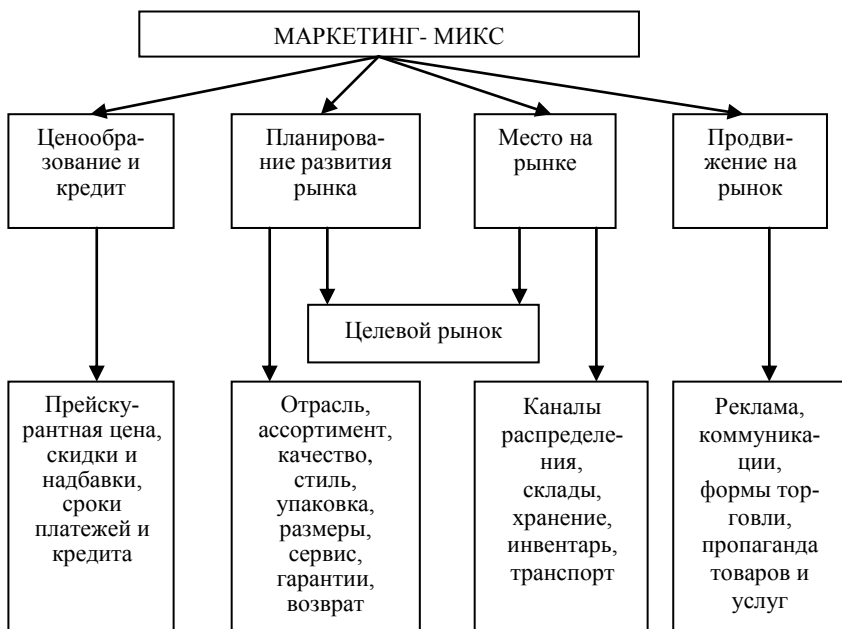 МАРКЕТИНГ- МИКС
Ценообра-
зование и
кредит
Планирова-
ние развития
рынка
Место на
рынке
Продви-
жение на
рынок
Целевой рынок
Прейску-
рантная цена,
скидки и
надбавки,
сроки
платежей и
кредита
Отрасль,
ассортимент,
качество,
стиль,
упаковка,
размеры,
сервис,
гарантии,
возврат
Каналы
распределе-
ния,
склады,
хранение,
инвентарь,
транспорт
Реклама,
коммуника-
ции,
формы тор-
говли,
пропаганда
товаров и
услуг